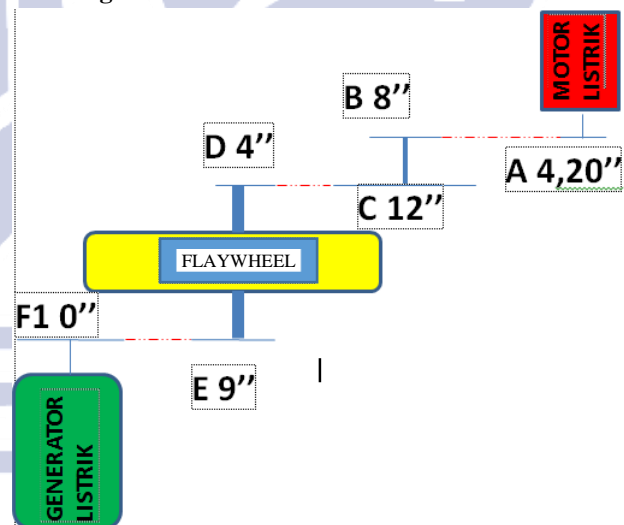 MOTOR
LISTRIK
B 8’’
D 4’’
A 4,20’’
C 12’’
FLAYWHEEL
F1 0’’
E 9’’
GENERATOR
LISTRIK